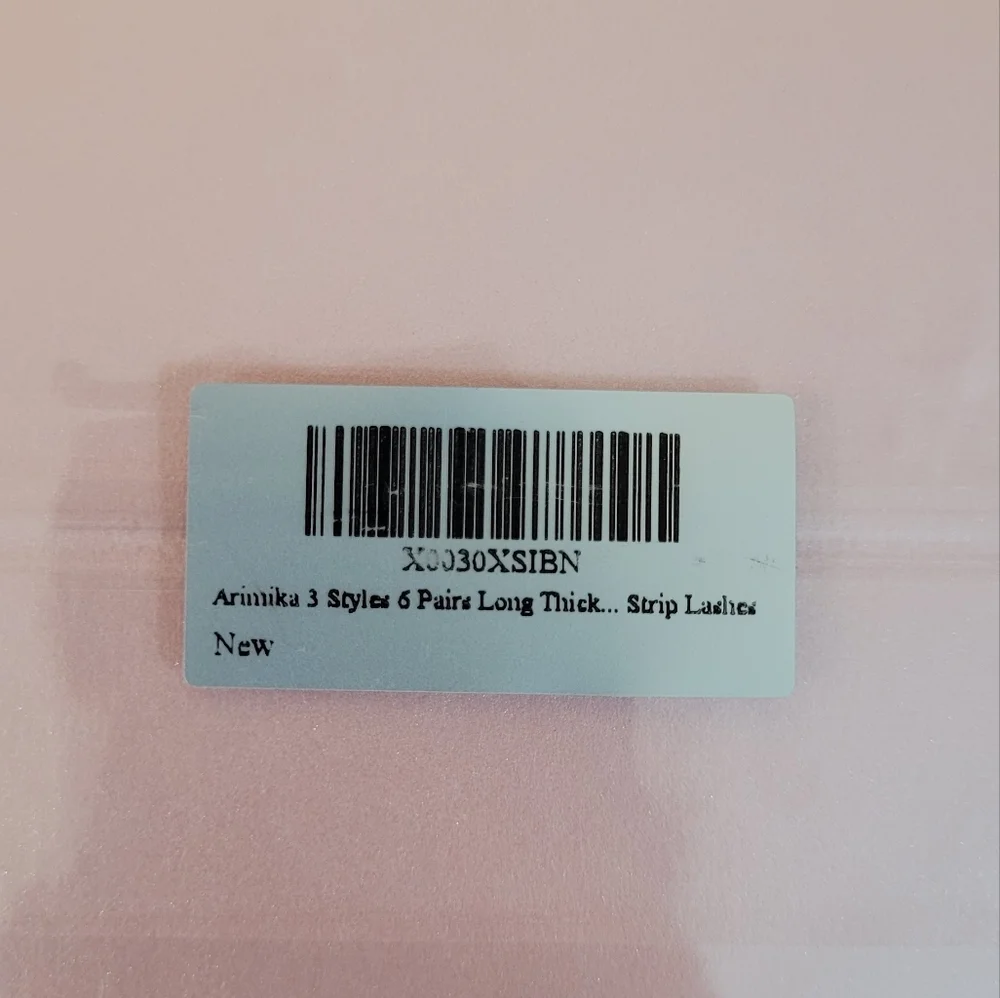 X0030XSIBN
Arimika 3 Styles 6 Pairs Long Thick... Strip Lashes
New